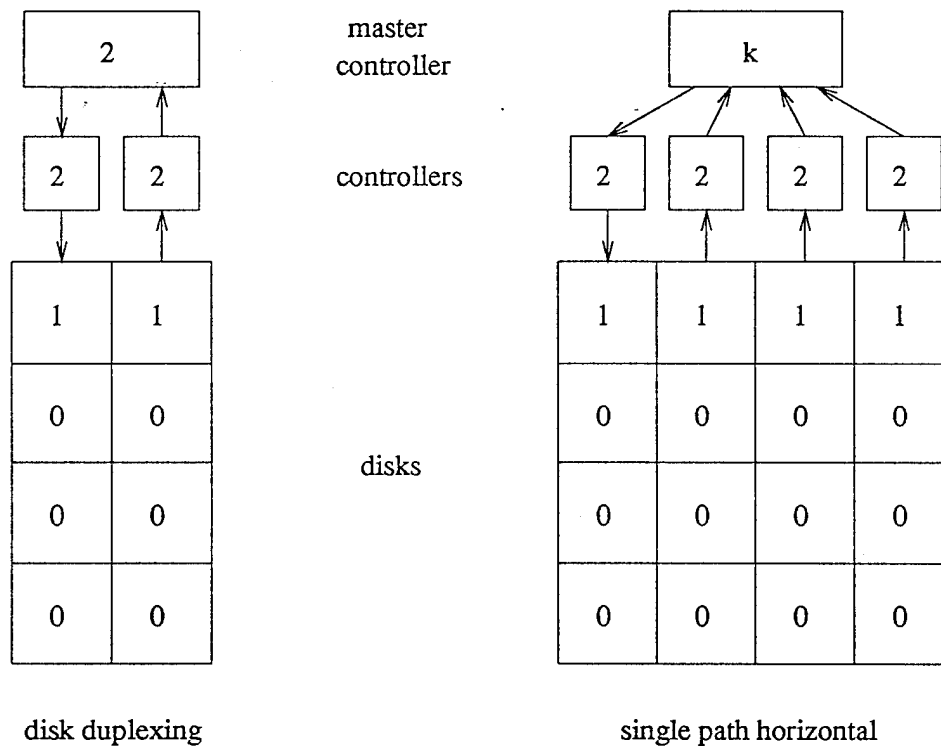 master
2 controller k
2 2 controllers 2 2 2 2
1 1 1 1 1 1
0 0 0 0 0 0
0 0 disks 0 0 0 0
0 0 0 0 0 0
disk duplexing single path horizontal